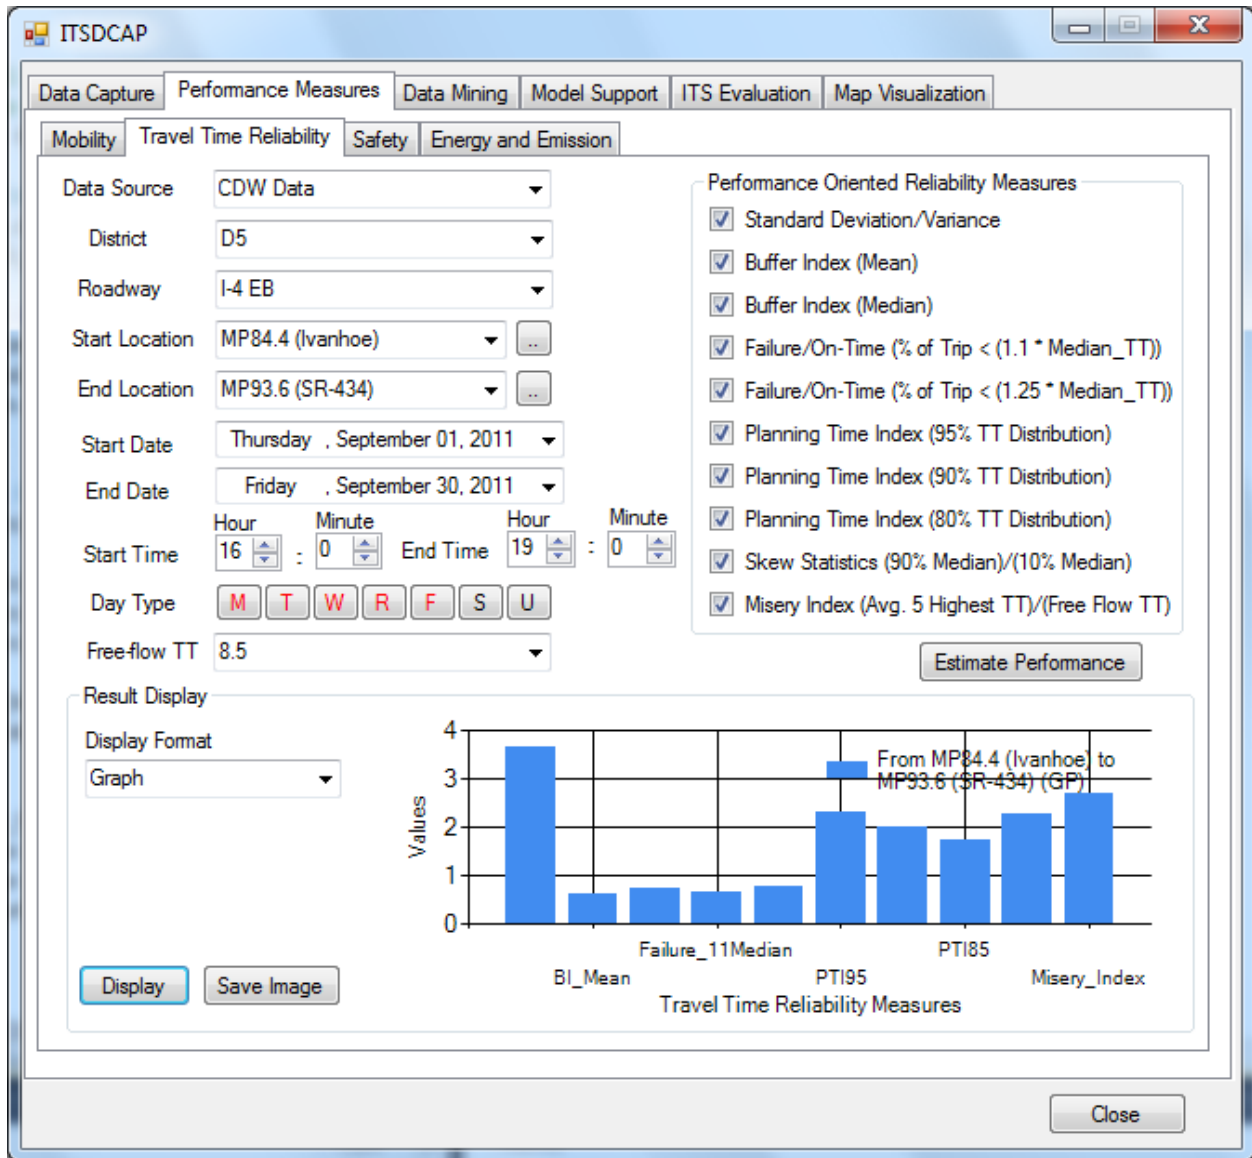 ITSDCAP
Data Capture Performance Measures Data Mining Model Support ITS Evaluation Map Visualization
Mobility Travel Time Reliability Safety Energy and Emission
Data Source CDW Data
District D5
Roadway I-4 EB
Start Location MP84.4 (Ivanhoe) ..
End Location MP93.6 (SR-434) ..
Start Date Thursday , September 01, 2011
End Date Friday , September 30, 2011
Hour Minute Hour Minute
Start Time 16 : 0 End Time 19 : 0
Day Type M T W R F S U
Free-flow TT 8.5
Performance Oriented Reliability Measures
Standard Deviation/Variance
Buffer Index (Mean)
Buffer Index (Median)
Failure/On-Time (% of Trip < (1.1 * Median_TT))
Failure/On-Time (% of Trip < (1.25 * Median_TT))
Planning Time Index (95% TT Distribution)
Planning Time Index (90% TT Distribution)
Planning Time Index (80% TT Distribution)
Skew Statistics (90% Median)/(10% Median)
Misery Index (Avg. 5 Highest TT)/(Free Flow TT)
Estimate Performance
Result Display
Display Format
Graph
Display Save Image
Values
4
3
2
1
0
From MP84.4 (Ivanhoe) to
MP93.6 (SR-434) (GP)
Failure_11Median PTI85
BI_Mean PTI95 Misery_Index
Travel Time Reliability Measures
Close